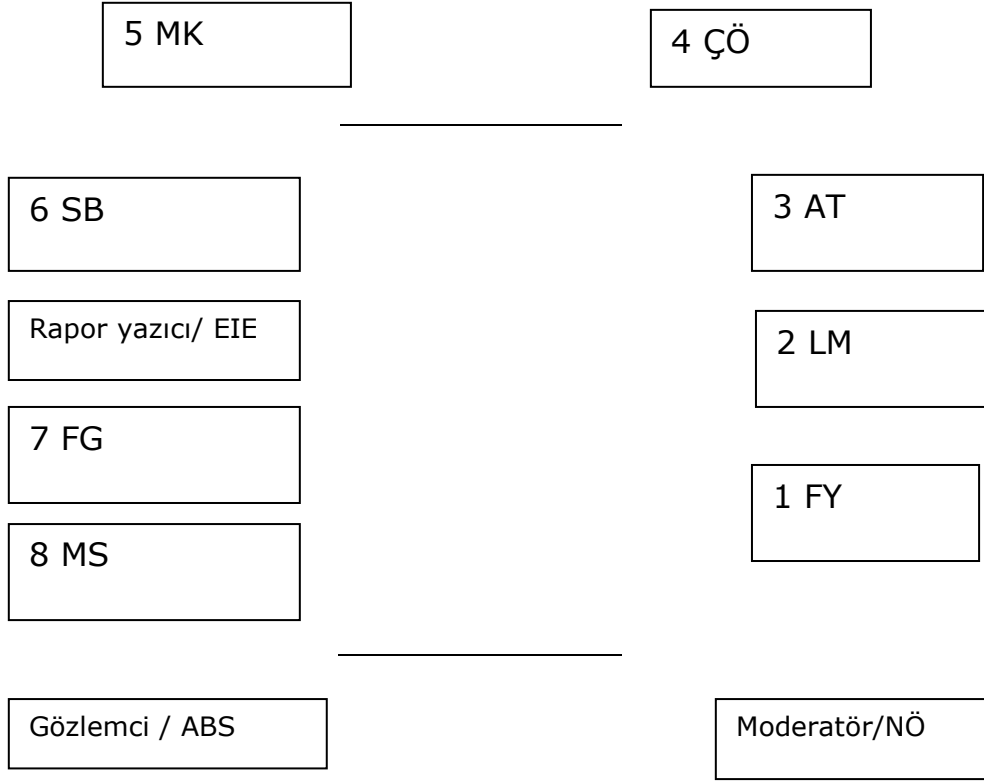 5 MK
4 ÇÖ
6 SB
3 AT
Rapor yazıcı/ EIE
2 LM
7 FG
1 FY
8 MS
Gözlemci / ABS
Moderatör/NÖ